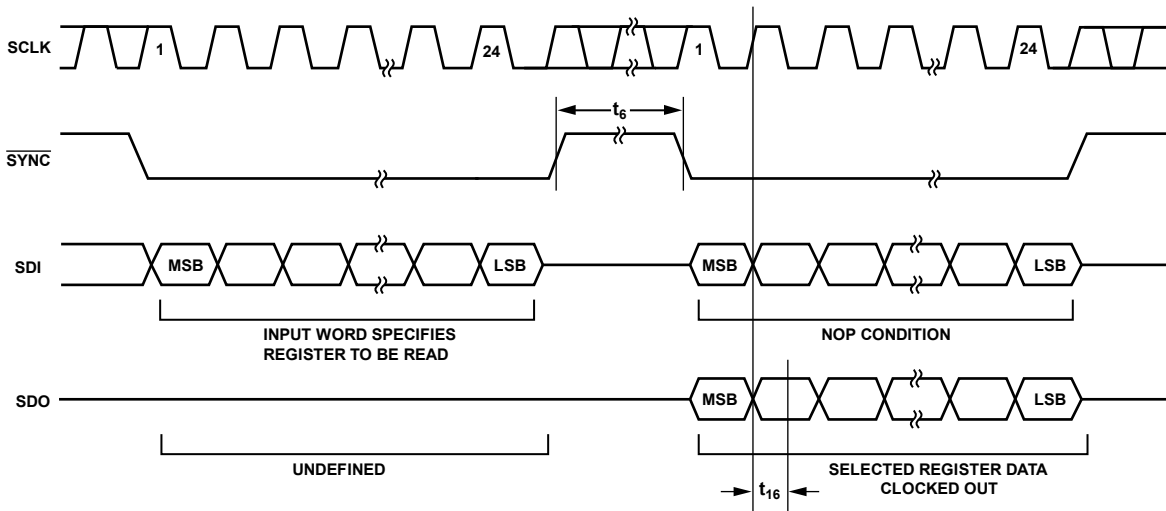 SCLK
1
24
1
24
t6
SYNC
SDI
MSB
LSB
MSB
LSB
INPUT WORD SPECIFIES
REGISTER TO BE READ
NOP CONDITION
SDO
MSB
LSB
UNDEFINED
SELECTED REGISTER DATA
CLOCKED OUT
t16